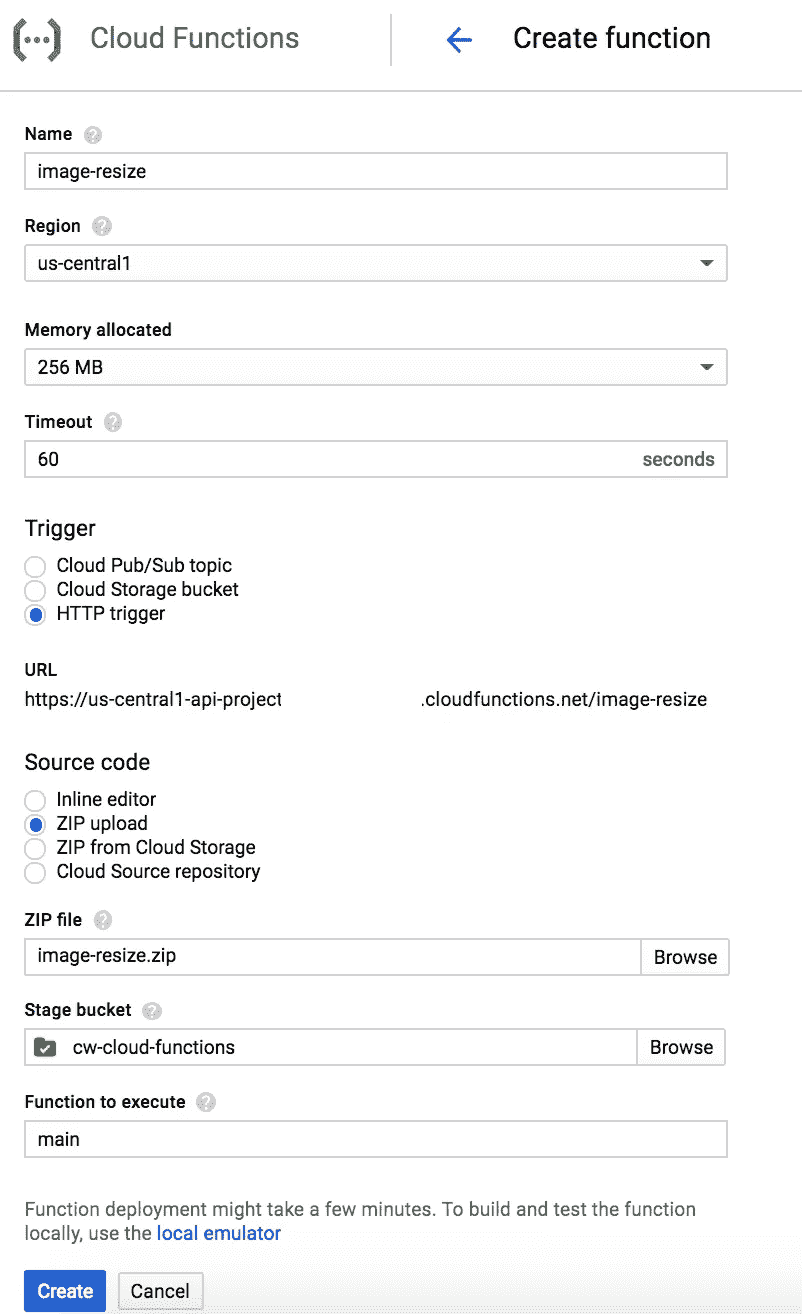 Cloud Functions
Create function
Name
image-resize
Region
us-central1
Memory allocated
256 MB
Timeout
60 seconds
Trigger
Cloud Pub/Sub topic
Cloud Storage bucket
HTTP trigger
URL
https://us-central1-api-project .cloudfunctions.net/image-resize
Source code
Inline editor
ZIP upload
ZIP from Cloud Storage
Cloud Source repository
ZIP file
image-resize.zip Browse
Stage bucket
cw-cloud-functions Browse
Function to execute
main
Function deployment might take a few minutes. To build and test the function
locally, use the local emulator
Create Cancel